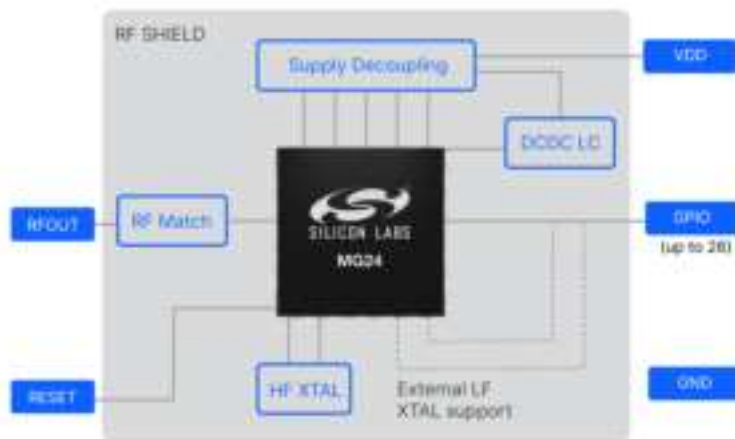 RF SHIELD
Supply Decoupling
VDD
DCDC LC
RFOUT
RF Match
SILICON LABS
MG24
GPIO
(up to 26)
RESET
HF XTAL
External LF
XTAL support
GND